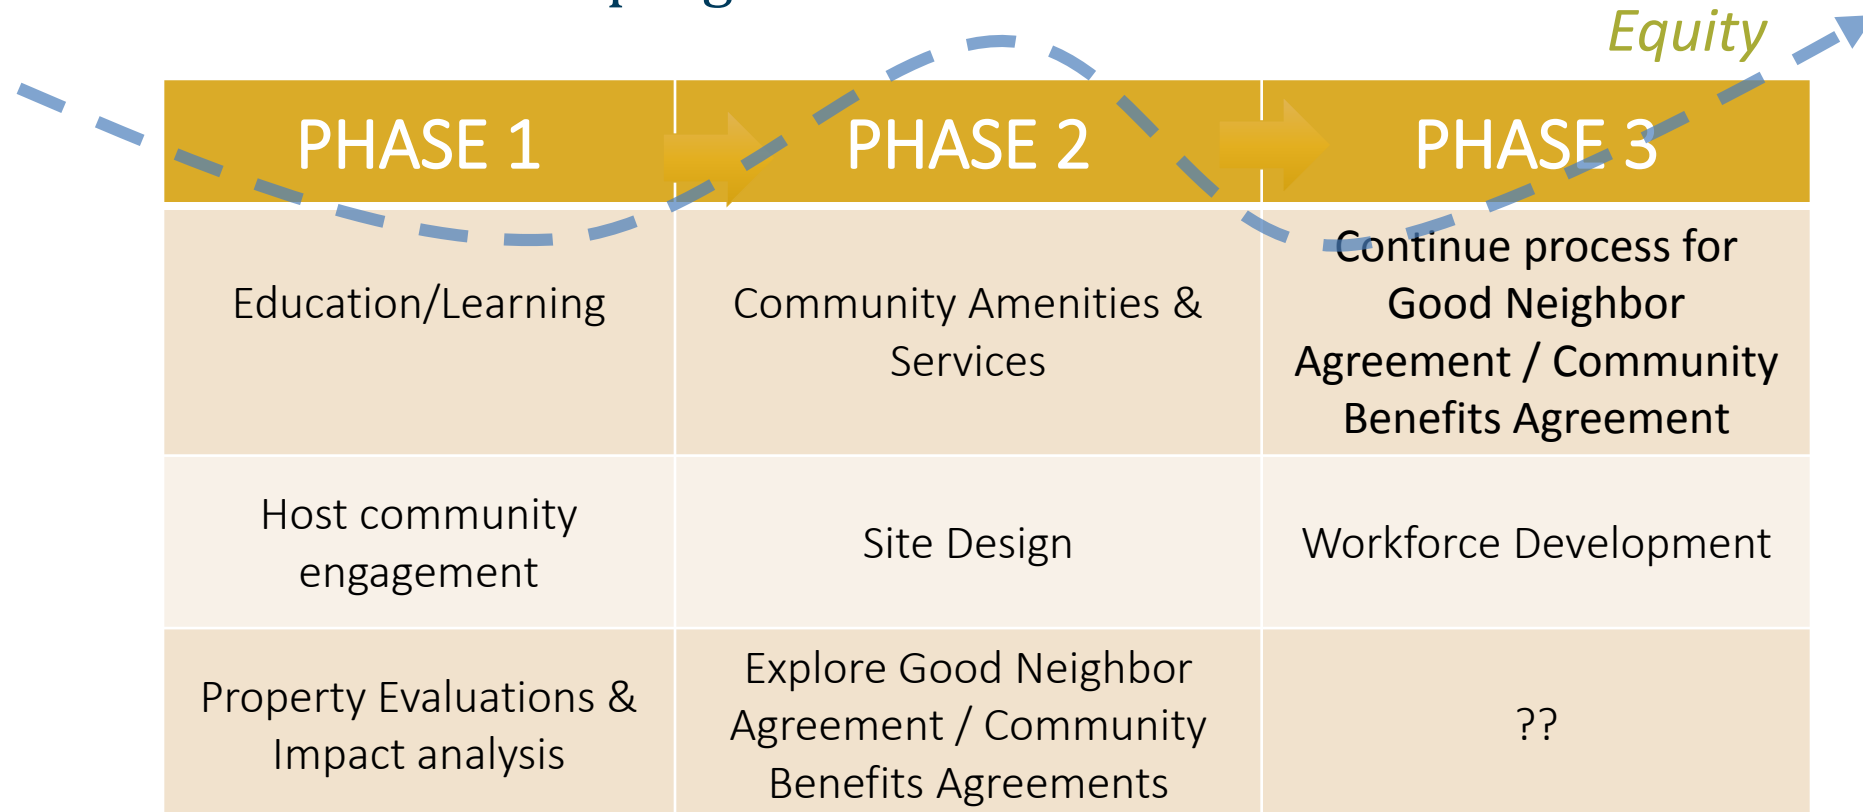 Equity
PHASE 1
PHASE 2
PHASE 3
Education/Learning
Community Amenities &
Services
Continue process for
Good Neighbor
Agreement / Community
Benefits Agreement
Host community
engagement
Site Design
Workforce Development
Property Evaluations &
Impact analysis
Explore Good Neighbor
Agreement / Community
Benefits Agreements
??